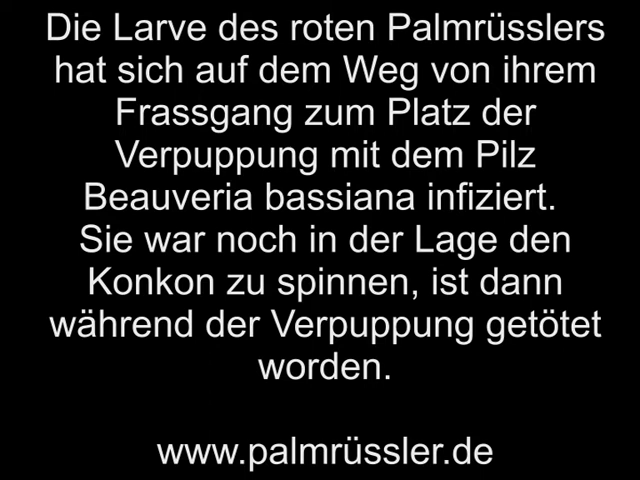 Die Larve des roten Palmrüsslers
hat sich auf dem Weg von ihrem
Frassgang zum Platz der
Verpuppung mit dem Pilz
Beauveria bassiana infiziert.
Sie war noch in der Lage den
Konkon zu spinnen, ist dann
während der Verpuppung getötet
worden.
www.palmrüssler.de